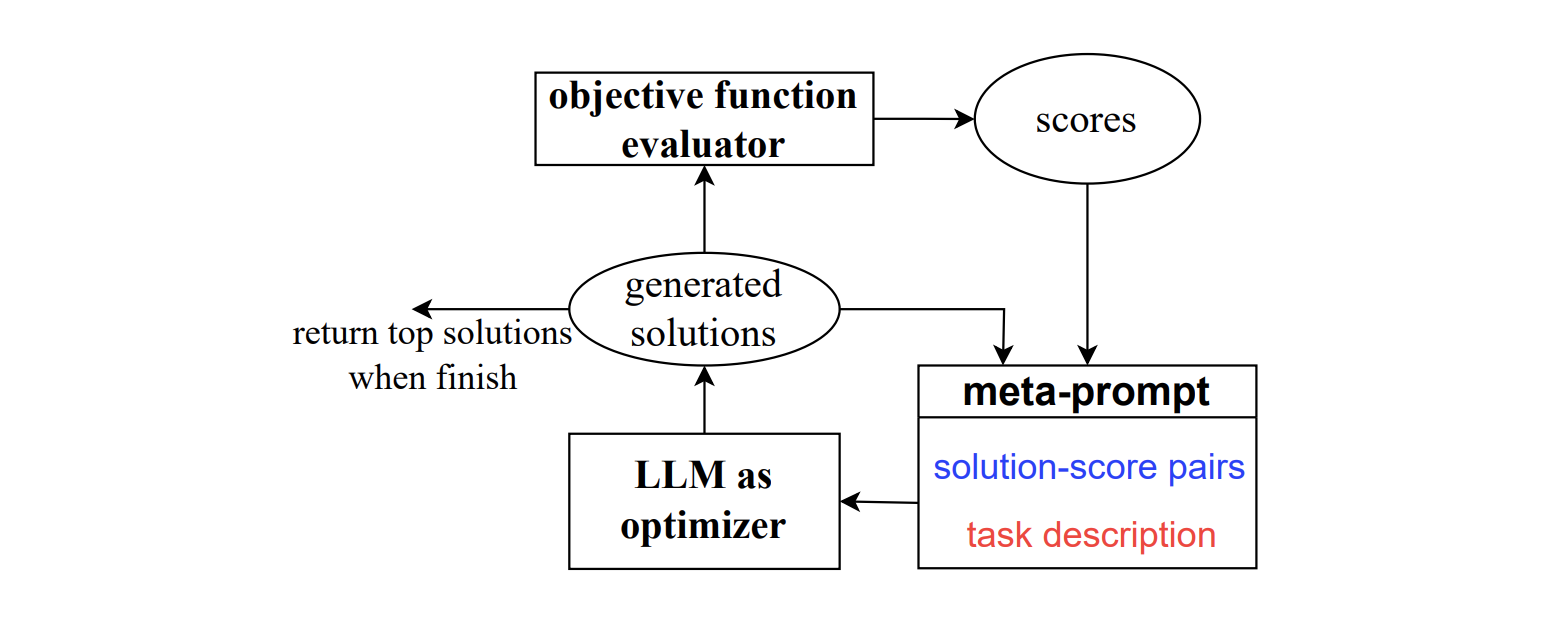 objective function
evaluator
scores
generated
solutions
return top solutions
when finish
meta-prompt
solution-score pairs
task description
LLM as
optimizer